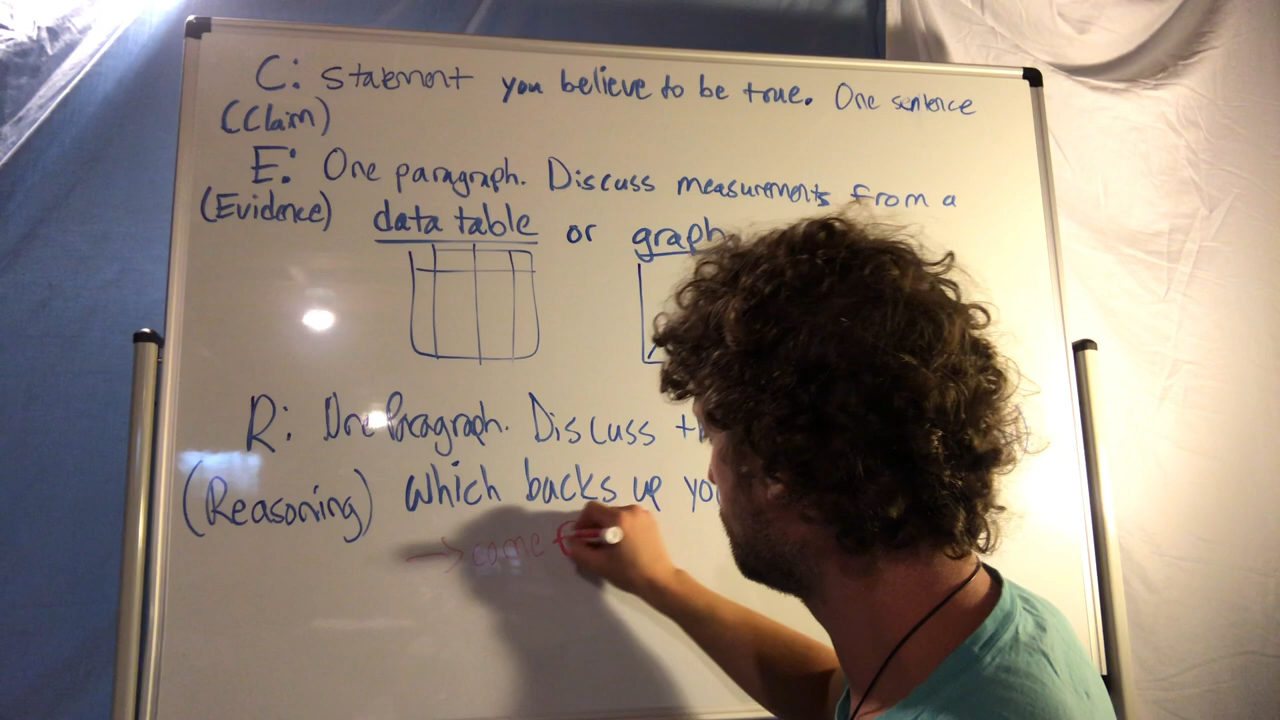 C: Statement you believe to be true. One sentence
(Claim)
E: One paragraph. Discuss measurements from a
(Evidence) data table or graph
R: One Paragraph. Discuss
(Reasoning) which backs up
→ come